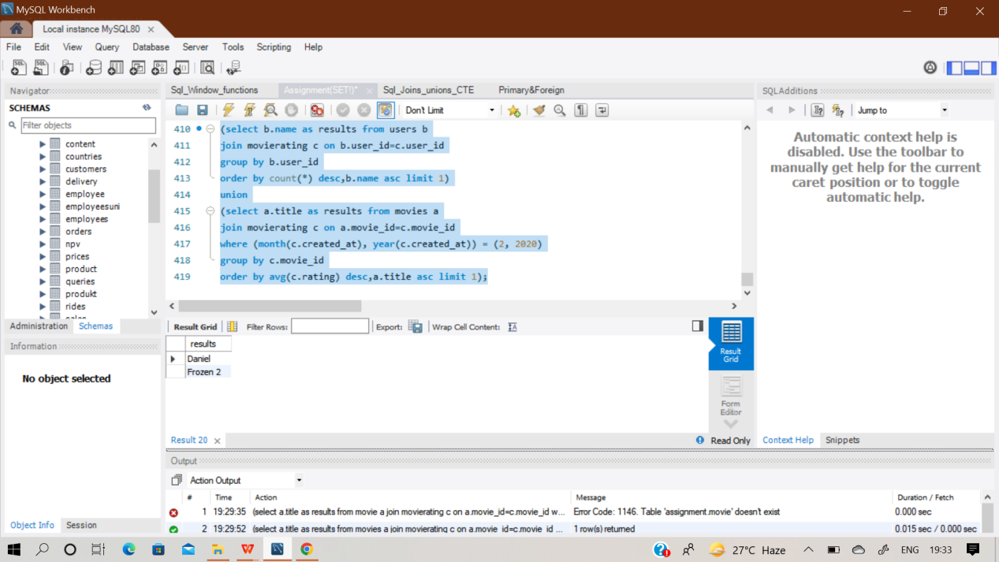 MySQL Workbench
Local instance MySQL80
File Edit View Query Database Server Tools Scripting Help
Navigator
SCHEMAS
Filter objects
content
countries
customers
delivery
employee
employeesuni
employees
orders
npv
prices
product
queries
produkt
rides
Administration Schemas
Information
No object selected
Object Info Session
Sql_Window_functions Assignment(SET!)* Sql_Joins_unions_CTE Primary&Foreign
Don't Limit
410 (select b.name as results from users b
411 join movierating c on b.user_id=c.user_id
412 group by b.user_id
413 order by count(*) desc,b.name asc limit 1)
414 union
415 (select a.title as results from movies a
416 join movierating c on a.movie_id=c.movie_id
417 where (month(c.created_at), year(c.created_at)) = (2, 2020)
418 group by c.movie_id
419 order by avg(c.rating) desc,a.title asc limit 1);
Result Grid Filter Rows: Export: Wrap Cell Content:
results
Daniel
Frozen 2
Result
Grid
Form
Editor
Result 20 Read Only
SQLAdditions
Jump to
Automatic context help is
disabled. Use the toolbar to
manually get help for the current
caret position or to toggle
automatic help.
Context Help Snippets
Output
Action Output
# Time Action Message Duration / Fetch
1 19:29:35 (select a.title as results from movie a join movierating c on a.movie_id=c.movie_id w... Error Code: 1146. Table 'assignment.movie' doesn't exist 0.000 sec
2 19:29:52 (select a.title as results from movies a join movierating c on a.movie_id=c.movie_id ... 1 row(s) returned 0.015 sec / 0.000 sec
27°C Haze ENG 19:33